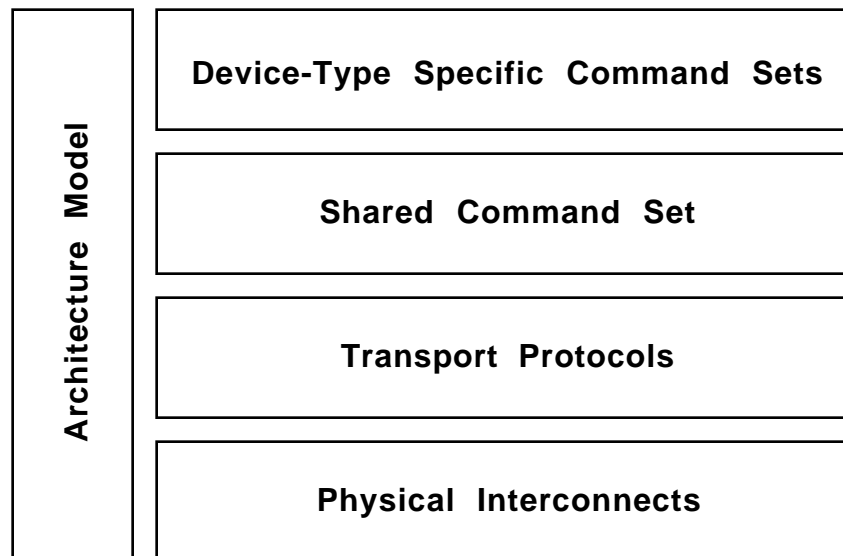 Architecture Model
Device-Type Specific Command Sets
Shared Command Set
Transport Protocols
Physical Interconnects